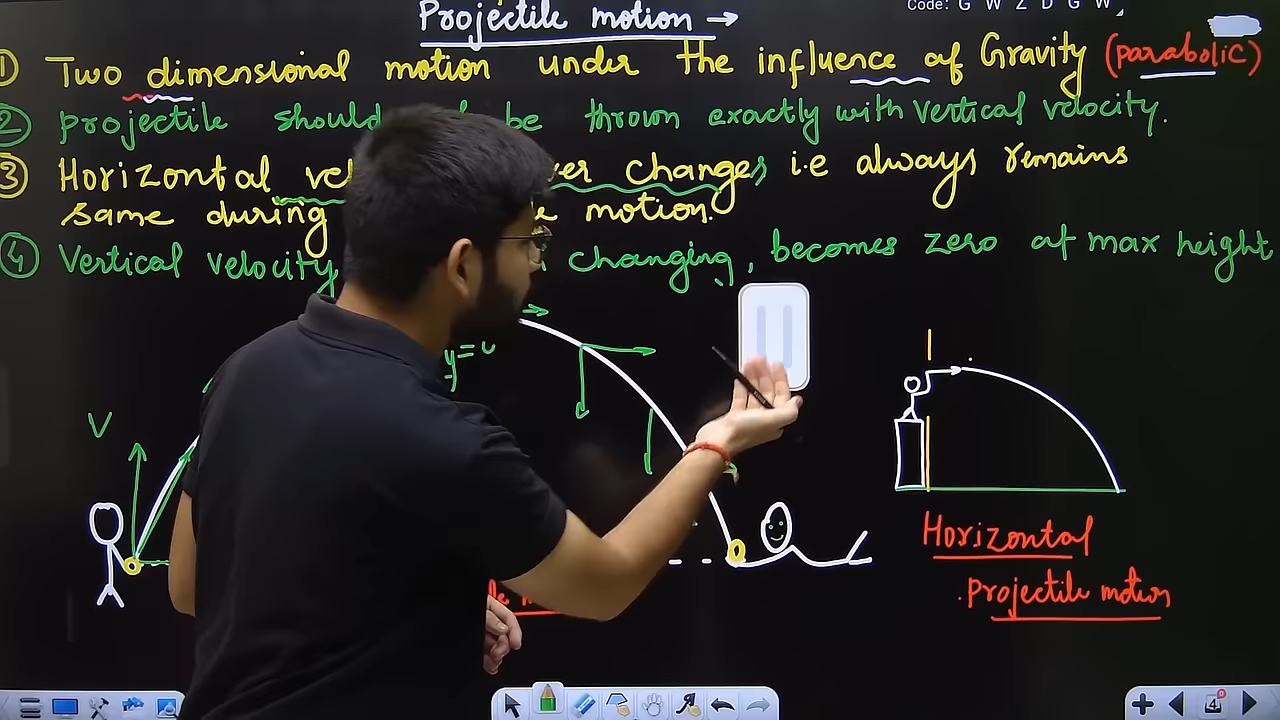 Code: G W Z D G W
Projectile motion →
① Two dimensional motion under the influence of Gravity (parabolic)
② projectile should be thrown exactly with vertical velocity.
③ Horizontal changes i.e always remains
same during motion.
④ Vertical velocity changing, becomes zero at max height
V
Horizontal
Projectile motion
4